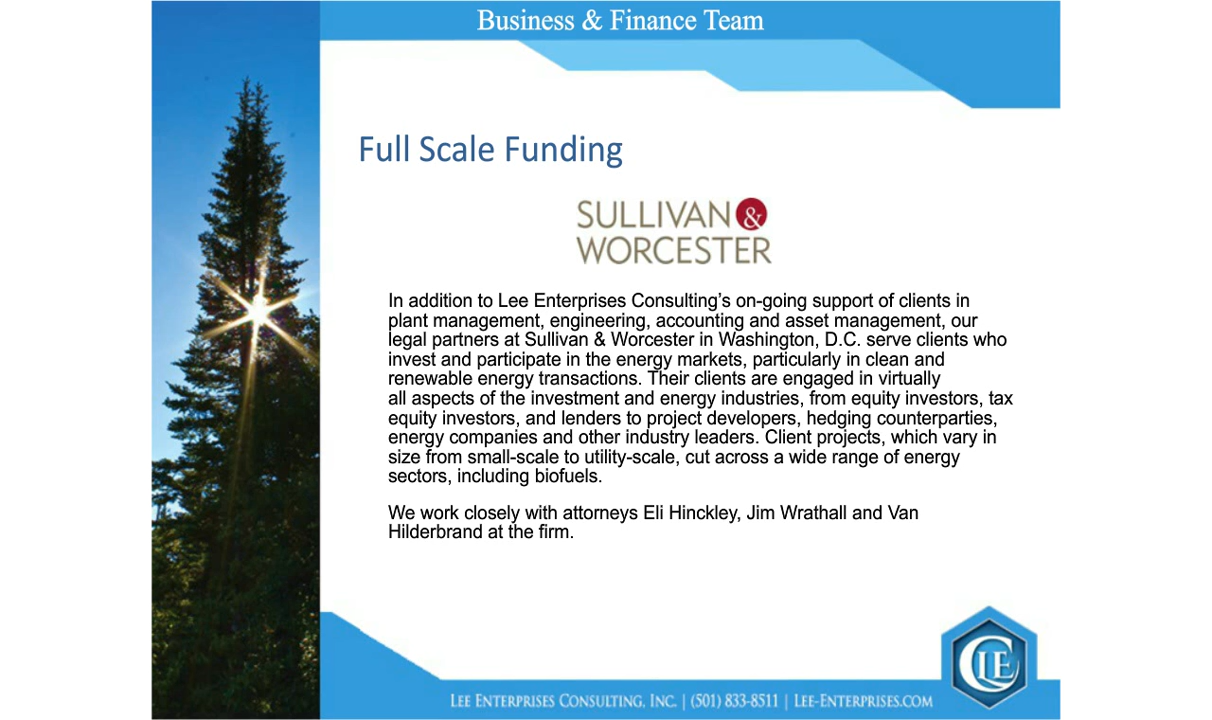 Business & Finance Team
Full Scale Funding
SULLIVAN &
WORCESTER
In addition to Lee Enterprises Consulting’s on-going support of clients in
plant management, engineering, accounting and asset management, our
legal partners at Sullivan & Worcester in Washington, D.C. serve clients who
invest and participate in the energy markets, particularly in clean and
renewable energy transactions. Their clients are engaged in virtually
all aspects of the investment and energy industries, from equity investors, tax
equity investors, and lenders to project developers, hedging counterparties,
energy companies and other industry leaders. Client projects, which vary in
size from small-scale to utility-scale, cut across a wide range of energy
sectors, including biofuels.
We work closely with attorneys Eli Hinckley, Jim Wrathall and Van
Hilderbrand at the firm.
LEE ENTERPRISES CONSULTING, INC. | (501) 833-8511 | LEE-ENTERPRISES.COM
CLE